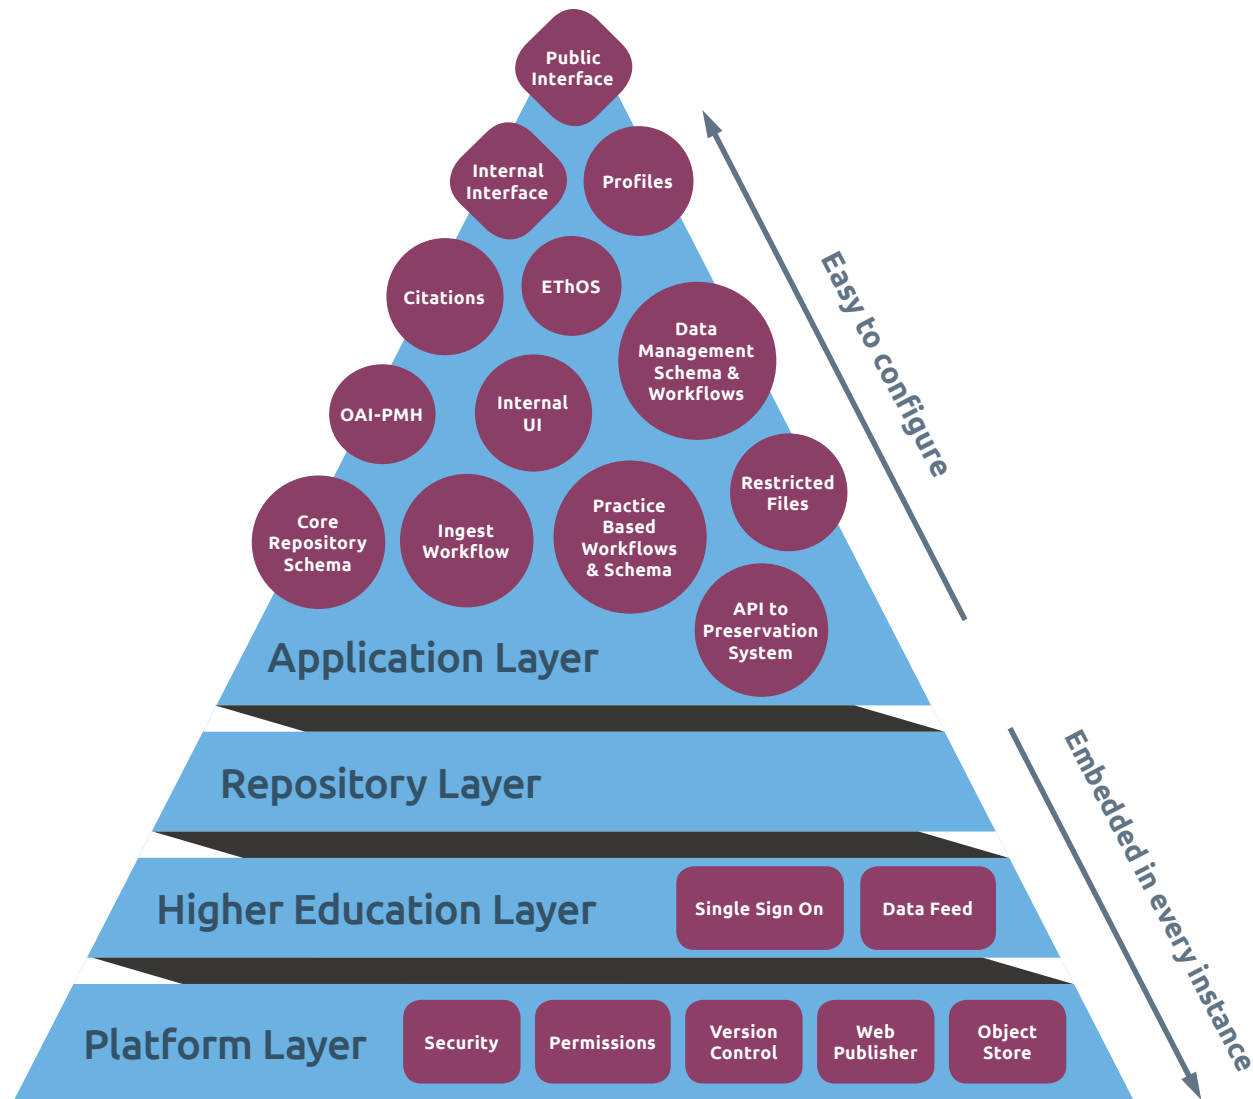 Public
Interface
Internal
Interface
Profiles
Citations
EThOS
Data
Management
Schema &
Workflows
OAI-PMH
Internal
UI
Restricted
Files
Core
Repository
Schema
Ingest
Workflow
Practice
Based
Workflows
& Schema
API to
Preservation
System
Application Layer
Easy to configure
Repository Layer
Higher Education Layer
Single Sign On
Data Feed
Embedded in every instance
Platform Layer
Security
Permissions
Version
Control
Web
Publisher
Object
Store